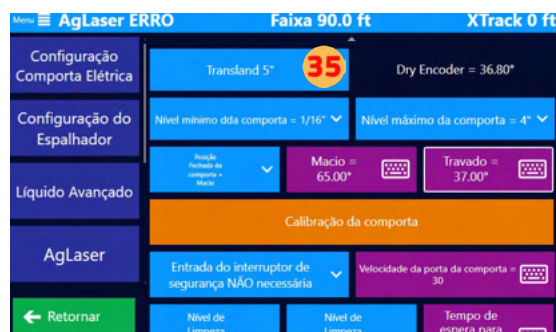 Menu ≡ AgLaser ERRO Faixa 90.0 ft XTrack 0 ft
Configuração
Comporta Elétrica
Transland 5"
35
Dry Encoder = 36.80°
Configuração do
Espalhador
Nível mínimo dda comporta = 1/16"
Nível máximo da comporta = 4"
Líquido Avançado
Posição
Fechada da
comporta =
Macio
Macio =
65.00°
Travado =
37.00°
Calibração da comporta
AgLaser
Entrada do interruptor de
segurança NÃO necessária
Velocidade da porta da comporta =
30
Retornar
Nível de
Limpeza
Nível de
Limpeza
Tempo de
espera para